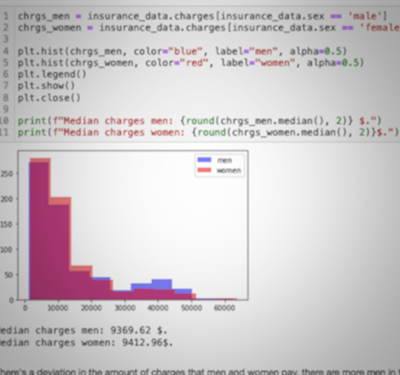 1 chrgs_men = insurance_data.charges[insurance_data.sex == 'male']
2 chrgs_women = insurance_data.charges[insurance_data.sex == 'female
3
4 plt.hist(chrgs_men, color="blue", label="men", alpha=0.5)
5 plt.hist(chrgs_women, color="red", label="women", alpha=0.5)
6 plt.legend()
7 plt.show()
8 plt.close()
9
10 print(f"Median charges men: {round(chrgs_men.median(), 2)} $.")
11 print(f"Median charges women: {round(chrgs_women.median(), 2)}$.")
men
women
250
200
150
100
50
0
0 10000 20000 30000 40000 50000 60000
edian charges men: 9369.62 $.
edian charges women: 9412.96$.
here's a deviation in the amount of charges that men and women pay, there are more men in